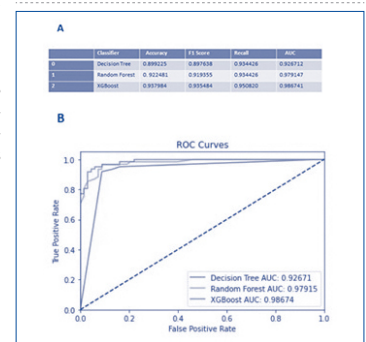 A
Classifier Accuracy F1 Score Recall AUC
0 Decision Tree 0.899225 0.897638 0.934426 0.926712
1 Random Forest 0.922481 0.919355 0.934426 0.979147
2 XGBoost 0.937984 0.935484 0.950820 0.986741
B
ROC Curves
True Positive Rate
1.0
0.8
0.6
0.4
0.2
0.0
Decision Tree AUC: 0.92671
Random Forest AUC: 0.97915
XGBoost AUC: 0.98674
0.0 0.2 0.4 0.6 0.8 1.0
False Positive Rate